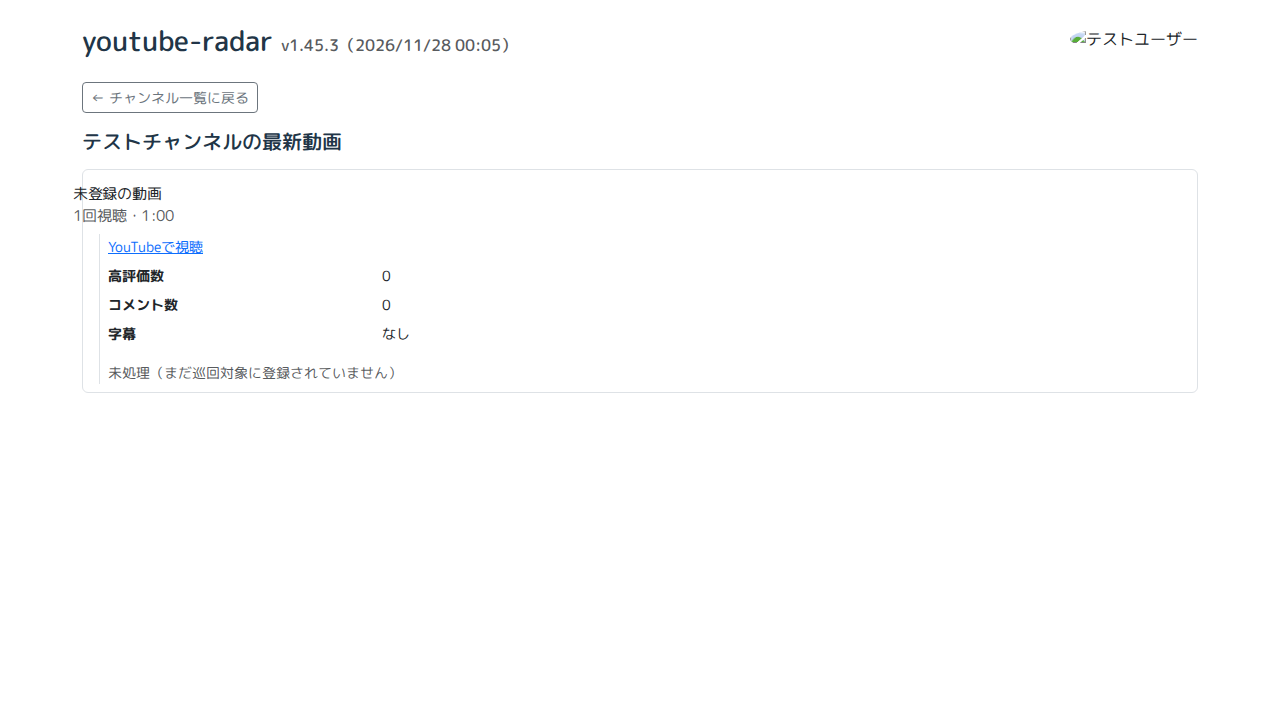 youtube-radar v1.45.3（2026/11/28 00:05）
テストユーザー
← チャンネル一覧に戻る
テストチャンネルの最新動画
未登録の動画
1回視聴・1:00
YouTubeで視聴
高評価数 0
コメント数 0
字幕 なし
未処理（まだ巡回対象に登録されていません）